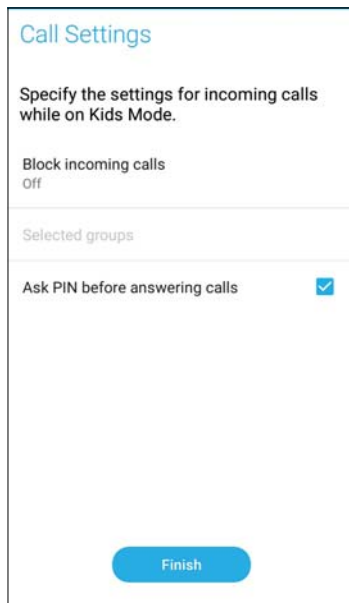 Call Settings
Specify the settings for incoming calls
while on Kids Mode.
Block incoming calls
Off
Selected groups
Ask PIN before answering calls
Finish